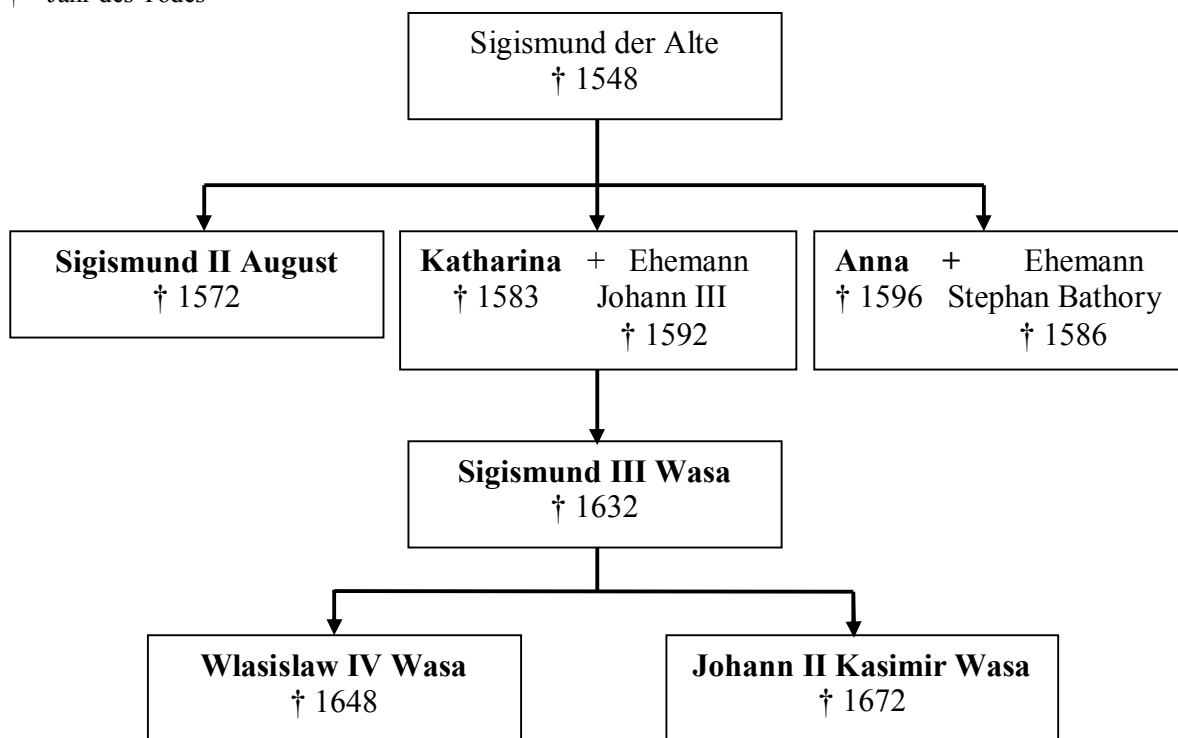 † Jahr des Todes
Sigismund der Alte
† 1548
Sigismund II August
† 1572
Katharina + Ehemann
† 1583 Johann III
† 1592
Anna + Ehemann
† 1596 Stephan Bathory
† 1586
Sigismund III Wasa
† 1632
Wlasislaw IV Wasa
† 1648
Johann II Kasimir Wasa
† 1672